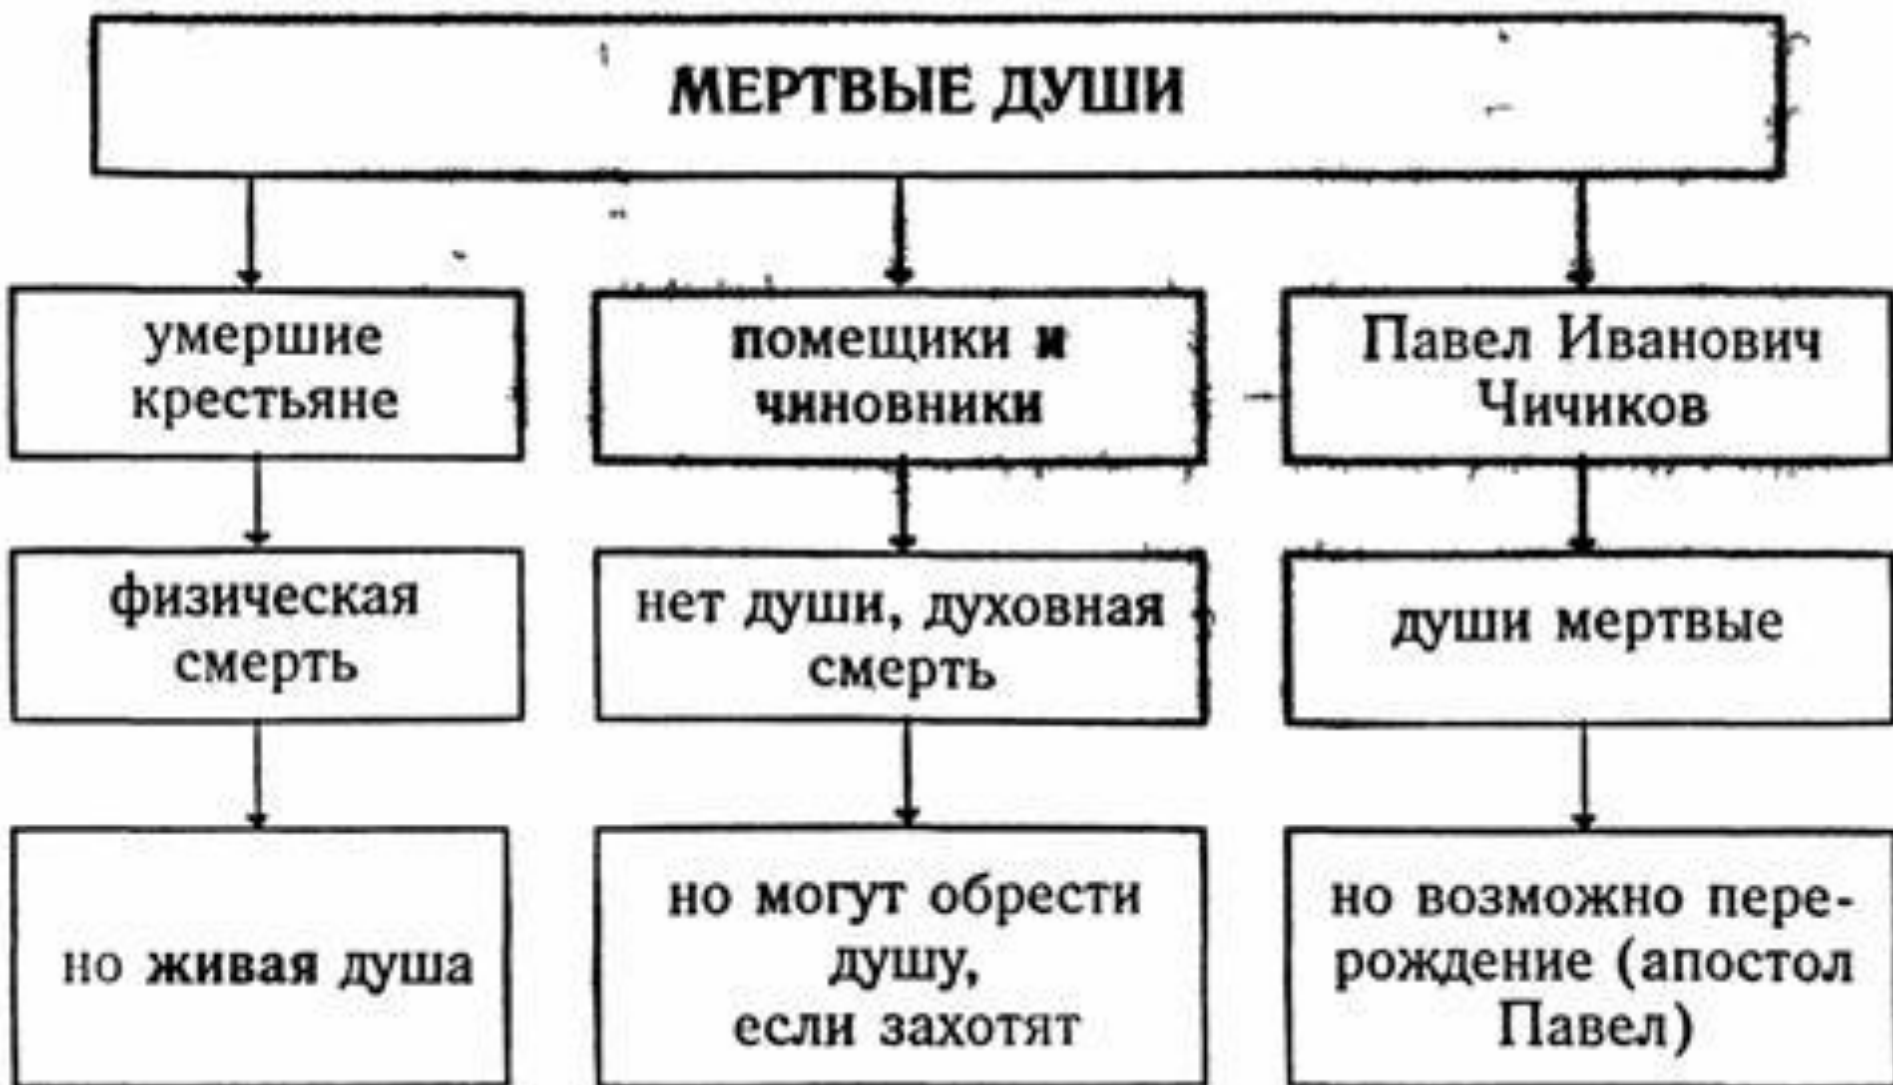 МЕРТВЫЕ ДУШИ
умершие
крестьяне
помещики и
чиновники
Павел Иванович
Чичиков
физическая
смерть
нет души, духовная
смерть
души мертвые
но живая душа
но могут обрести
душу,
если захотят
но возможно пере-
рождение (апостол
Павел)